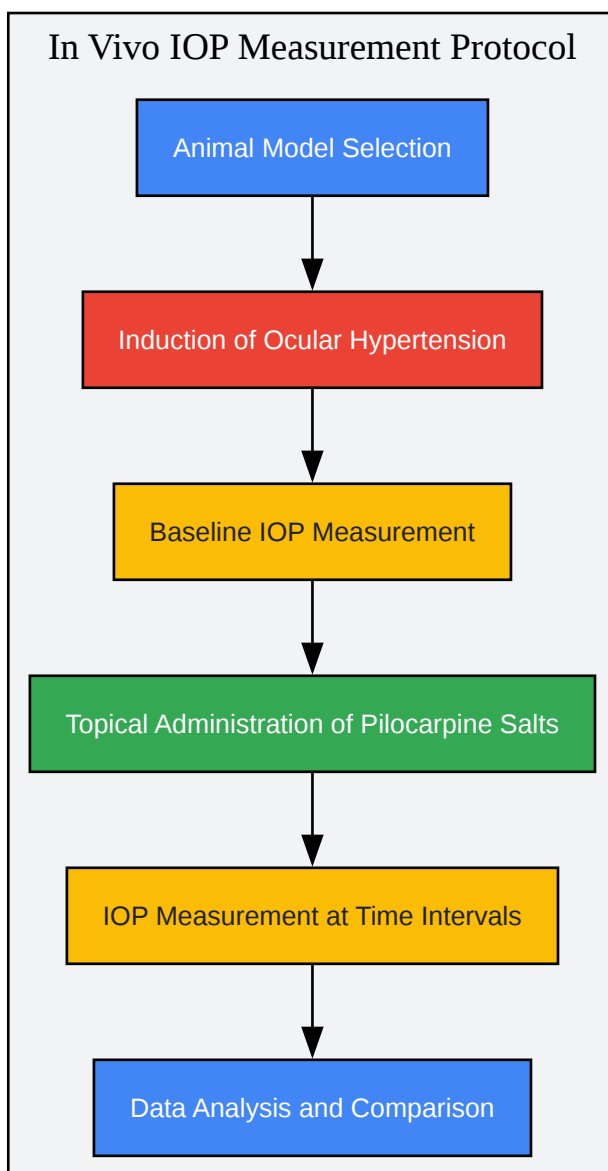 In Vivo IOP Measurement Protocol
Animal Model Selection
Induction of Ocular Hypertension
Baseline IOP Measurement
Topical Administration of Pilocarpine Salts
IOP Measurement at Time Intervals
Data Analysis and Comparison